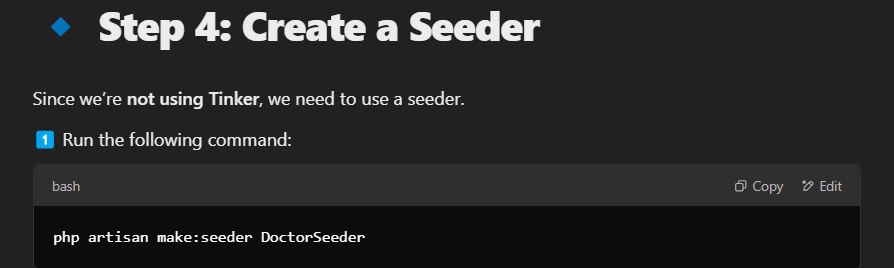 🔹 Step 4: Create a Seeder
Since we’re not using Tinker, we need to use a seeder.
1️⃣ Run the following command:
bash Copy Edit
php artisan make:seeder DoctorSeeder